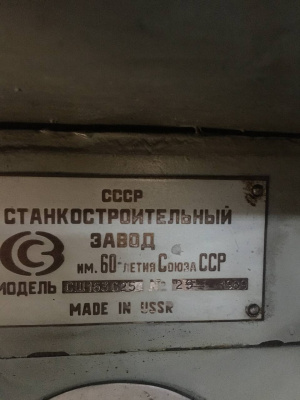 СССР
СТАНКОСТРОИТЕЛЬНЫЙ
ЗАВОД
им. 60-летия Союза ССР
МОДЕЛЬ
MADE IN USSR